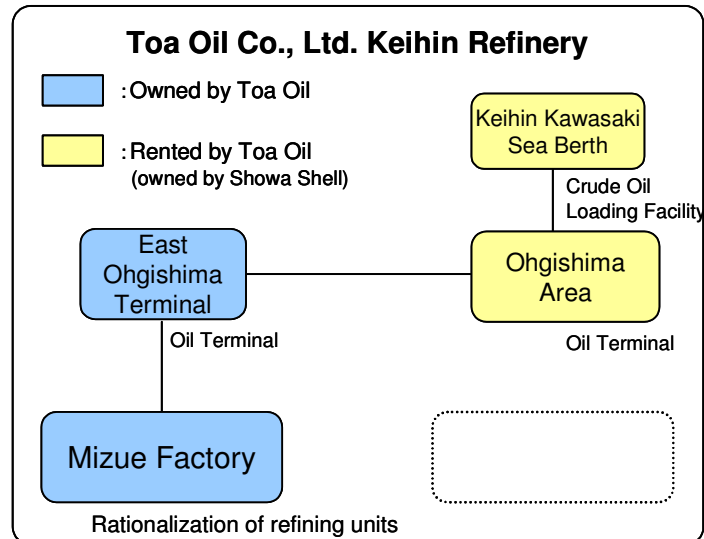 Toa Oil Co., Ltd. Keihin Refinery
:Owned by Toa Oil
:Rented by Toa Oil
(owned by Showa Shell)
Keihin Kawasaki
Sea Berth
Crude Oil
Loading Facility
East
Ohgishima
Terminal
Ohgishima
Area
Oil Terminal
Oil Terminal
Mizue Factory
Rationalization of refining units